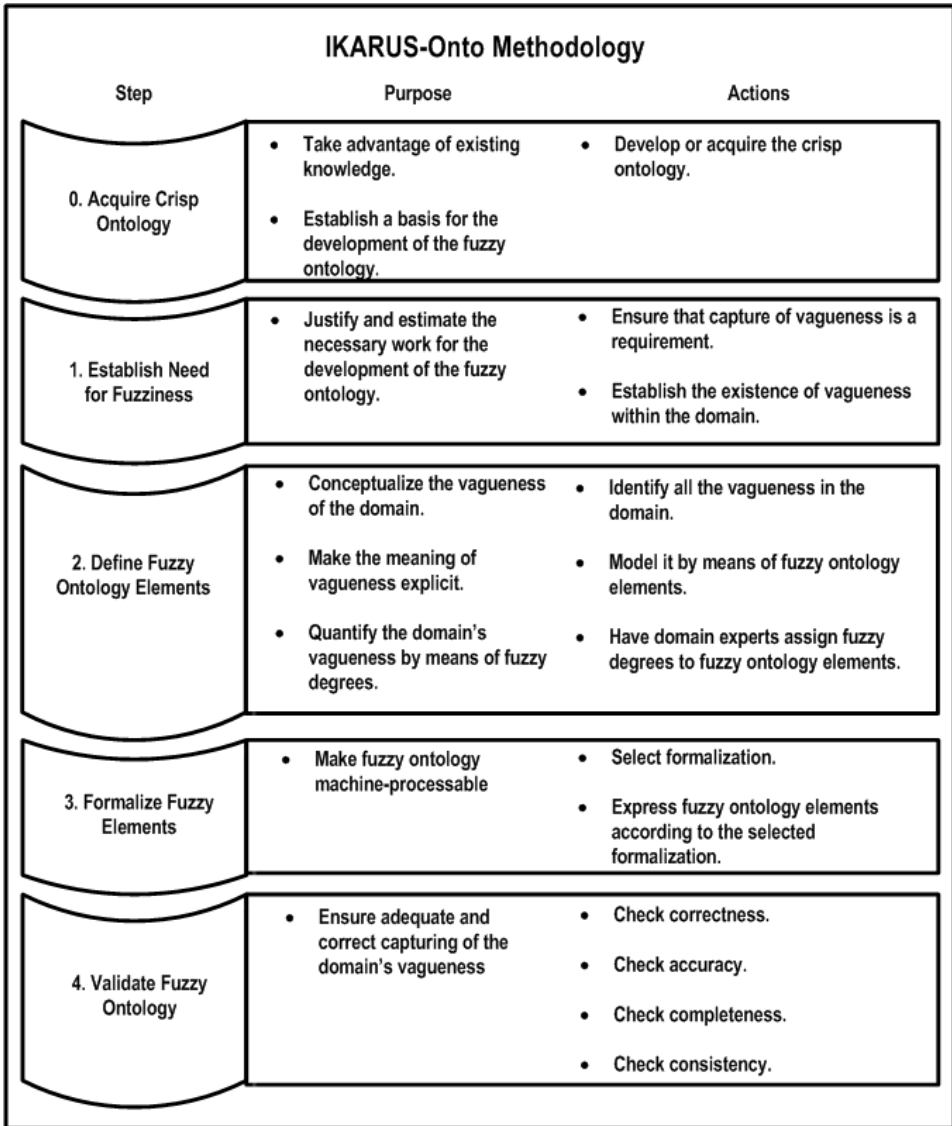 IKARUS-Onto Methodology
Step
Purpose
Actions
0. Acquire Crisp
Ontology
• Take advantage of existing
knowledge.
• Establish a basis for the
development of the fuzzy
ontology.
• Develop or acquire the crisp
ontology.
1. Establish Need
for Fuzziness
• Justify and estimate the
necessary work for the
development of the fuzzy
ontology.
• Ensure that capture of vagueness is a
requirement.
• Establish the existence of vagueness
within the domain.
2. Define Fuzzy
Ontology Elements
• Conceptualize the vagueness
of the domain.
• Make the meaning of
vagueness explicit.
• Quantify the domain's
vagueness by means of fuzzy
degrees.
• Identify all the vagueness in the
domain.
• Model it by means of fuzzy ontology
elements.
• Have domain experts assign fuzzy
degrees to fuzzy ontology elements.
3. Formalize Fuzzy
Elements
• Make fuzzy ontology
machine-processable
• Select formalization.
• Express fuzzy ontology elements
according to the selected
formalization.
4. Validate Fuzzy
Ontology
• Ensure adequate and
correct capturing of the
domain's vagueness
• Check correctness.
• Check accuracy.
• Check completeness.
• Check consistency.